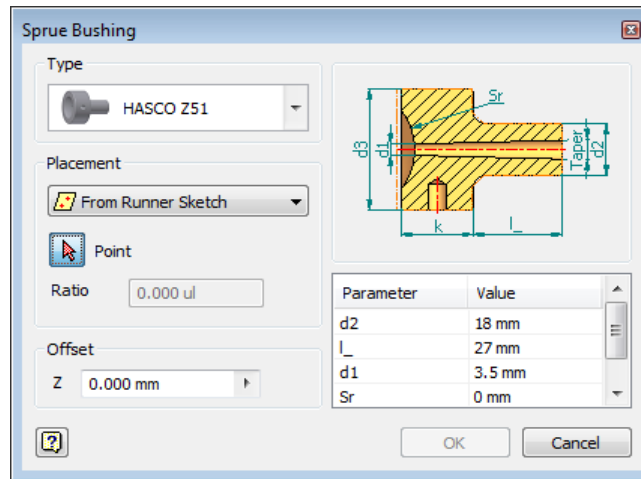 Sprue Bushing
Type
HASCO Z51
Placement
From Runner Sketch
Point
Ratio
0.000 ul
Offset
Z
0.000 mm
Sr
d3
d1
Taper
d2
k
l_
Parameter Value
d2 18 mm
l_ 27 mm
d1 3.5 mm
Sr 0 mm
?
OK
Cancel